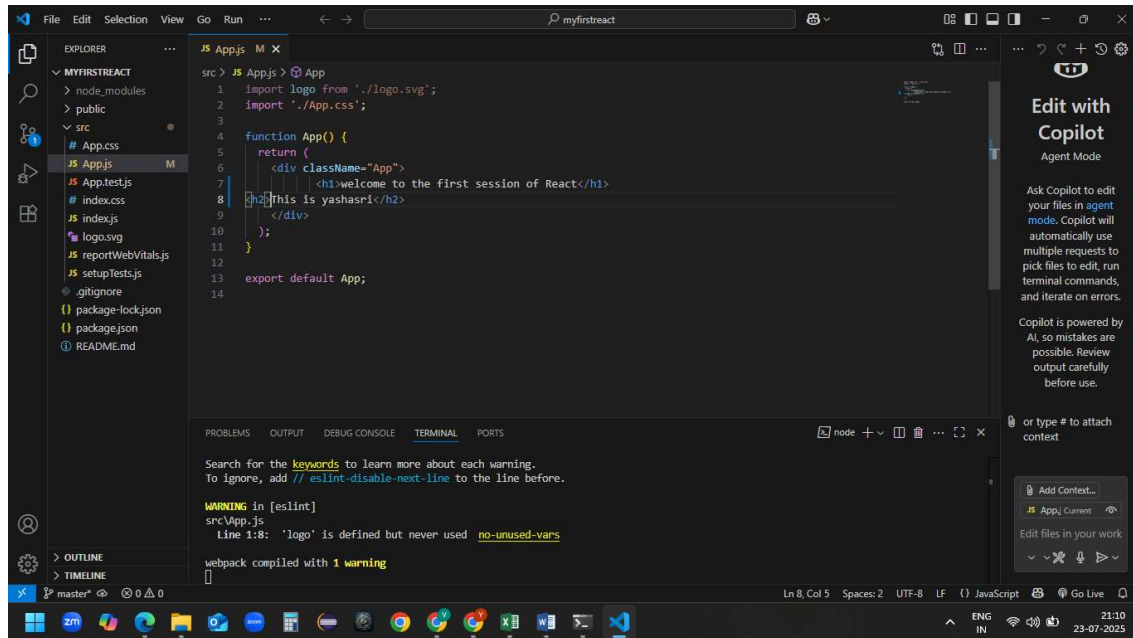 File Edit Selection View Go Run ··· ← → myfirstreact
EXPLORER ···
MYFIRSTREACT
> node_modules
> public
src
# App.css
JS App.js M
JS App.test.js
# index.css
JS index.js
logo.svg
JS reportWebVitals.js
JS setupTests.js
.gitignore
{} package-lock.json
{} package.json
README.md
> OUTLINE
> TIMELINE
JS App.js M ×
src > JS App.js > App
1 import logo from './logo.svg';
2 import './App.css';
3
4 function App() {
5 return (
6 <div className="App">
7 <h1>welcome to the first session of React</h1>
8 <h2>This is yashasri</h2>
9 </div>
10 );
11 }
12
13 export default App;
14
PROBLEMS OUTPUT DEBUG CONSOLE TERMINAL PORTS node
Search for the keywords to learn more about each warning.
To ignore, add // eslint-disable-next-line to the line before.
WARNING in [eslint]
src\App.js
Line 1:8: 'logo' is defined but never used no-unused-vars
webpack compiled with 1 warning
Edit with
Copilot
Agent Mode
Ask Copilot to edit
your files in agent
mode. Copilot will
automatically use
multiple requests to
pick files to edit, run
terminal commands,
and iterate on errors.
Copilot is powered by
AI, so mistakes are
possible. Review
output carefully
before use.
or type # to attach
context
Add Context...
JS App.j Current
Edit files in your work
master* 0 0 Ln 8, Col 5 Spaces: 2 UTF-8 LF {} JavaScript Go Live
zm zoom
ENG
IN
21:10
23-07-2025